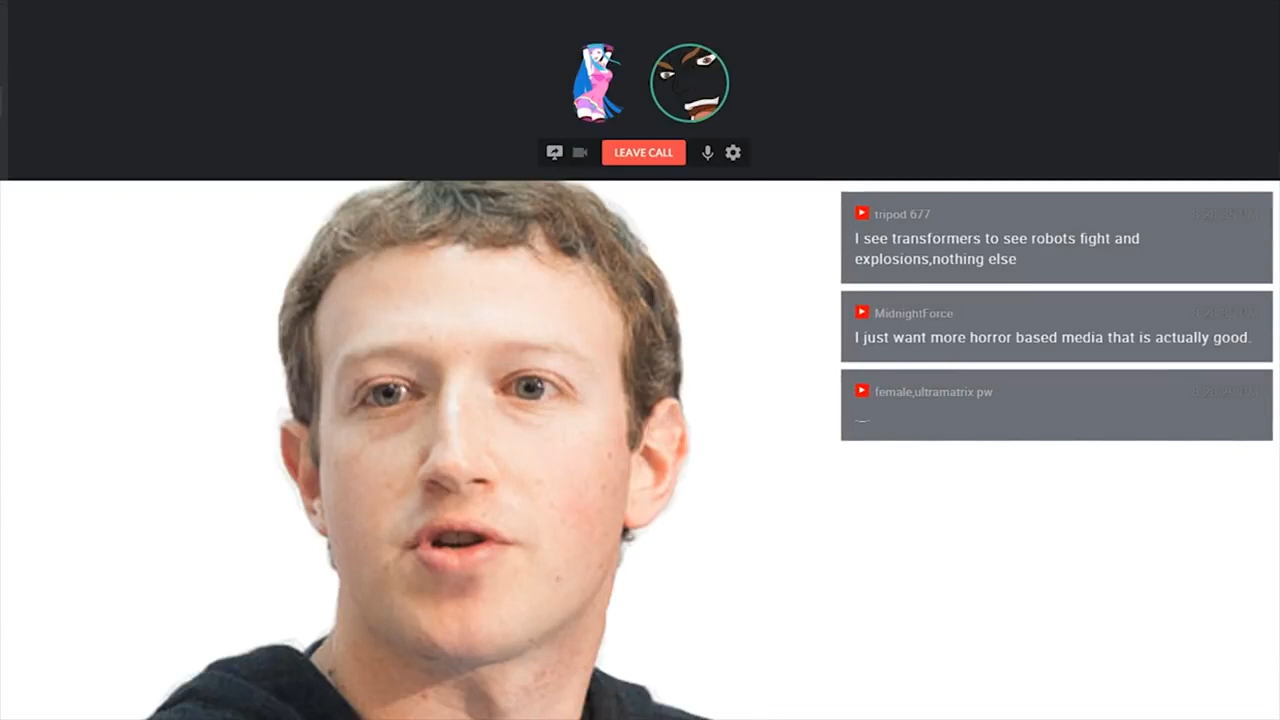 LEAVE CALL
tripod 677
I see transformers to see robots fight and
explosions,nothing else
MidnightForce
I just want more horror based media that is actually good.
female,ultramatrix pw